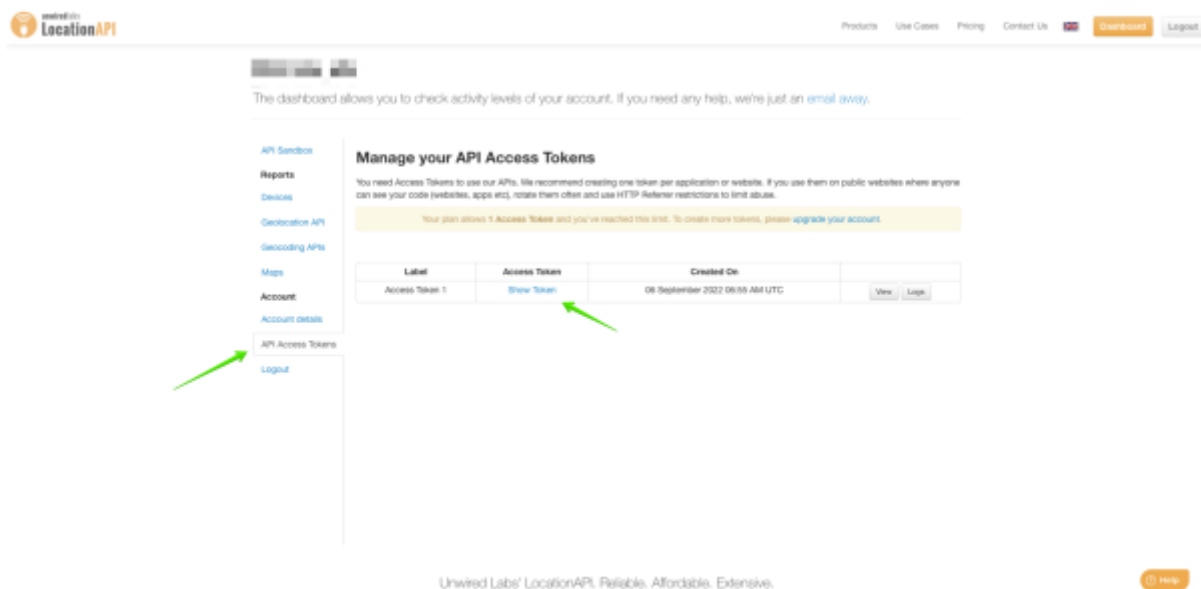 unwiredlabs
LocationAPI
Products Use Cases Pricing Contact Us Dashboard Logout
The dashboard allows you to check activity levels of your account. If you need any help, we're just an email away.
API Sandbox
Reports
Devices
Geolocation API
Geocoding APIs
Maps
Account
Account details
API Access Tokens
Logout
Manage your API Access Tokens
You need Access Tokens to use our APIs. We recommend creating one token per application or website. If you use them on public websites where anyone
can see your code (websites, apps etc), rotate them often and use HTTP Referrer restrictions to limit abuse.
Your plan allows 1 Access Token and you've reached this limit. To create more tokens, please upgrade your account.
Label Access Token Created On
Access Token 1 Show Token 06 September 2022 06:55 AM UTC View Logs
Unwired Labs' LocationAPI. Reliable. Affordable. Extensive.
Help